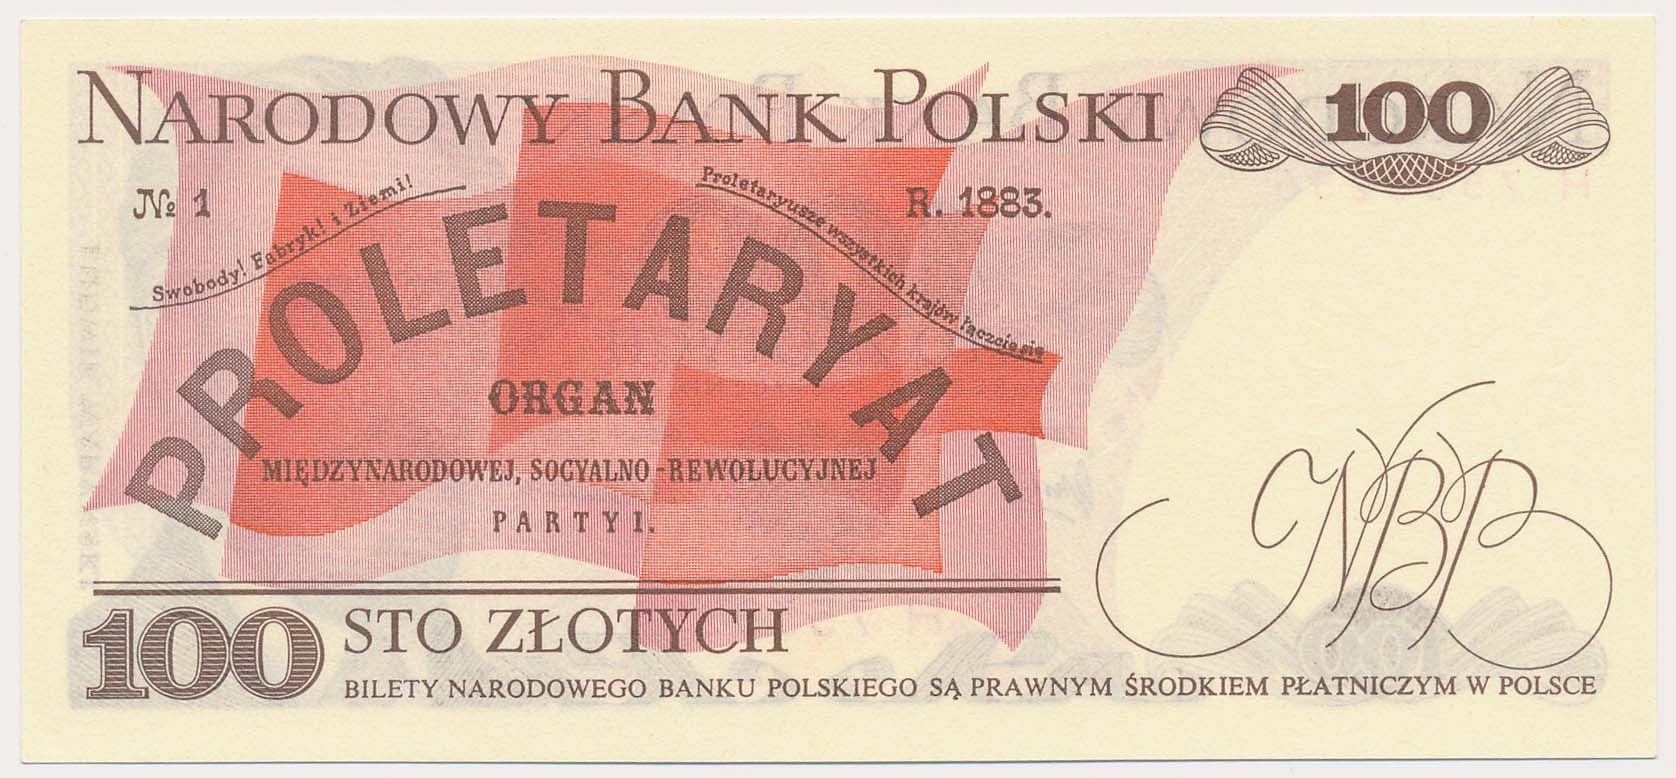 NARODOWY BANK POLSKI
100
№ 1
Swobody! Fabryk! i Ziemi!
Proletaryusze wszystkich krajów łączcie się
R. 1883.
PROLETARYAT
ORGAN
MIĘDZYNARODOWEJ, SOCYALNO-REWOLUCYJNEJ
PARTYI.
NBP
100 STO ZŁOTYCH
BILETY NARODOWEGO BANKU POLSKIEGO SĄ PRAWNYM ŚRODKIEM PŁATNICZYM W POLSCE